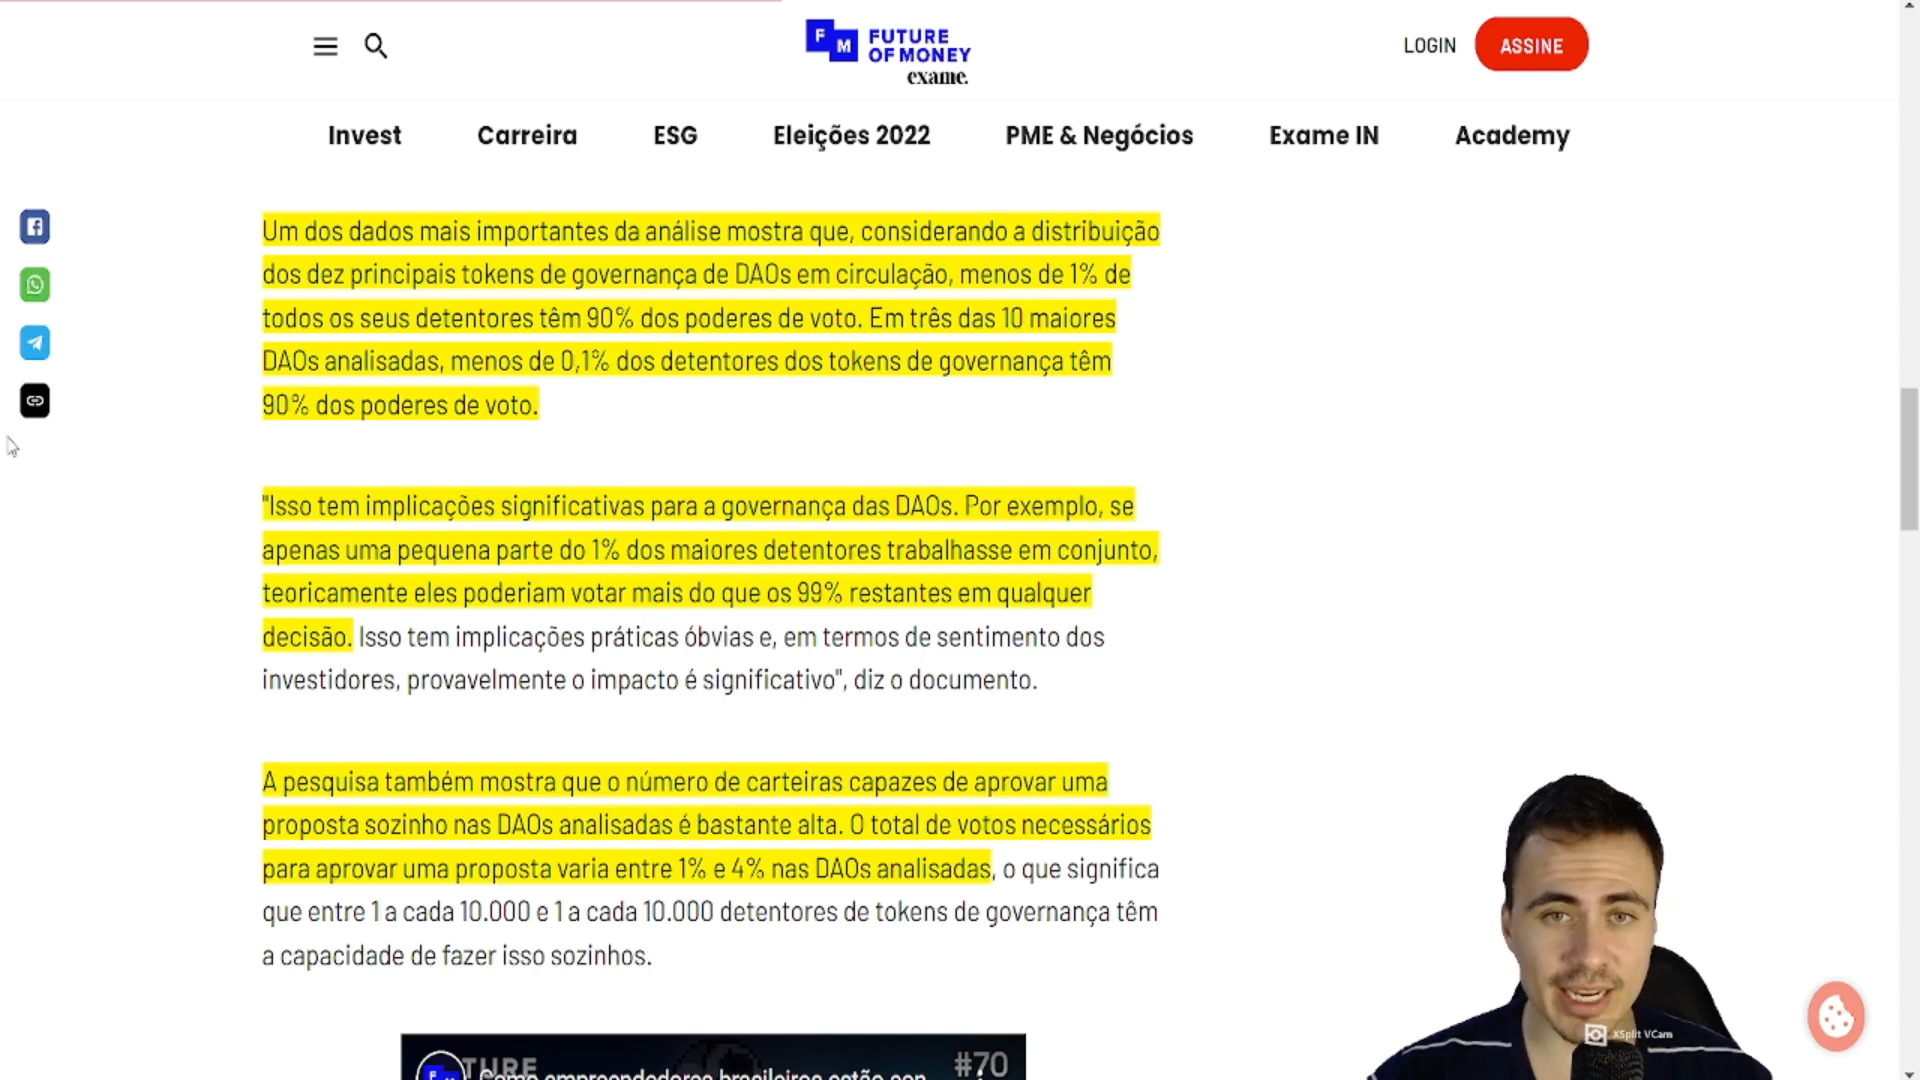 F M FUTURE
OF MONEY
exame.
LOGIN
ASSINE
Invest
Carreira
ESG
Eleições 2022
PME & Negócios
Exame IN
Academy
Um dos dados mais importantes da análise mostra que, considerando a distribuição
dos dez principais tokens de governança de DAOs em circulação, menos de 1% de
todos os seus detentores têm 90% dos poderes de voto. Em três das 10 maiores
DAOs analisadas, menos de 0,1% dos detentores dos tokens de governança têm
90% dos poderes de voto.
"Isso tem implicações significativas para a governança das DAOs. Por exemplo, se
apenas uma pequena parte do 1% dos maiores detentores trabalhasse em conjunto,
teoricamente eles poderiam votar mais do que os 99% restantes em qualquer
decisão. Isso tem implicações práticas óbvias e, em termos de sentimento dos
investidores, provavelmente o impacto é significativo", diz o documento.
A pesquisa também mostra que o número de carteiras capazes de aprovar uma
proposta sozinho nas DAOs analisadas é bastante alta. O total de votos necessários
para aprovar uma proposta varia entre 1% e 4% nas DAOs analisadas, o que significa
que entre 1 a cada 10.000 e 1 a cada 10.000 detentores de tokens de governança têm
a capacidade de fazer isso sozinhos.
#70
Como empreendedores brasileiros estão
XSplit VCam